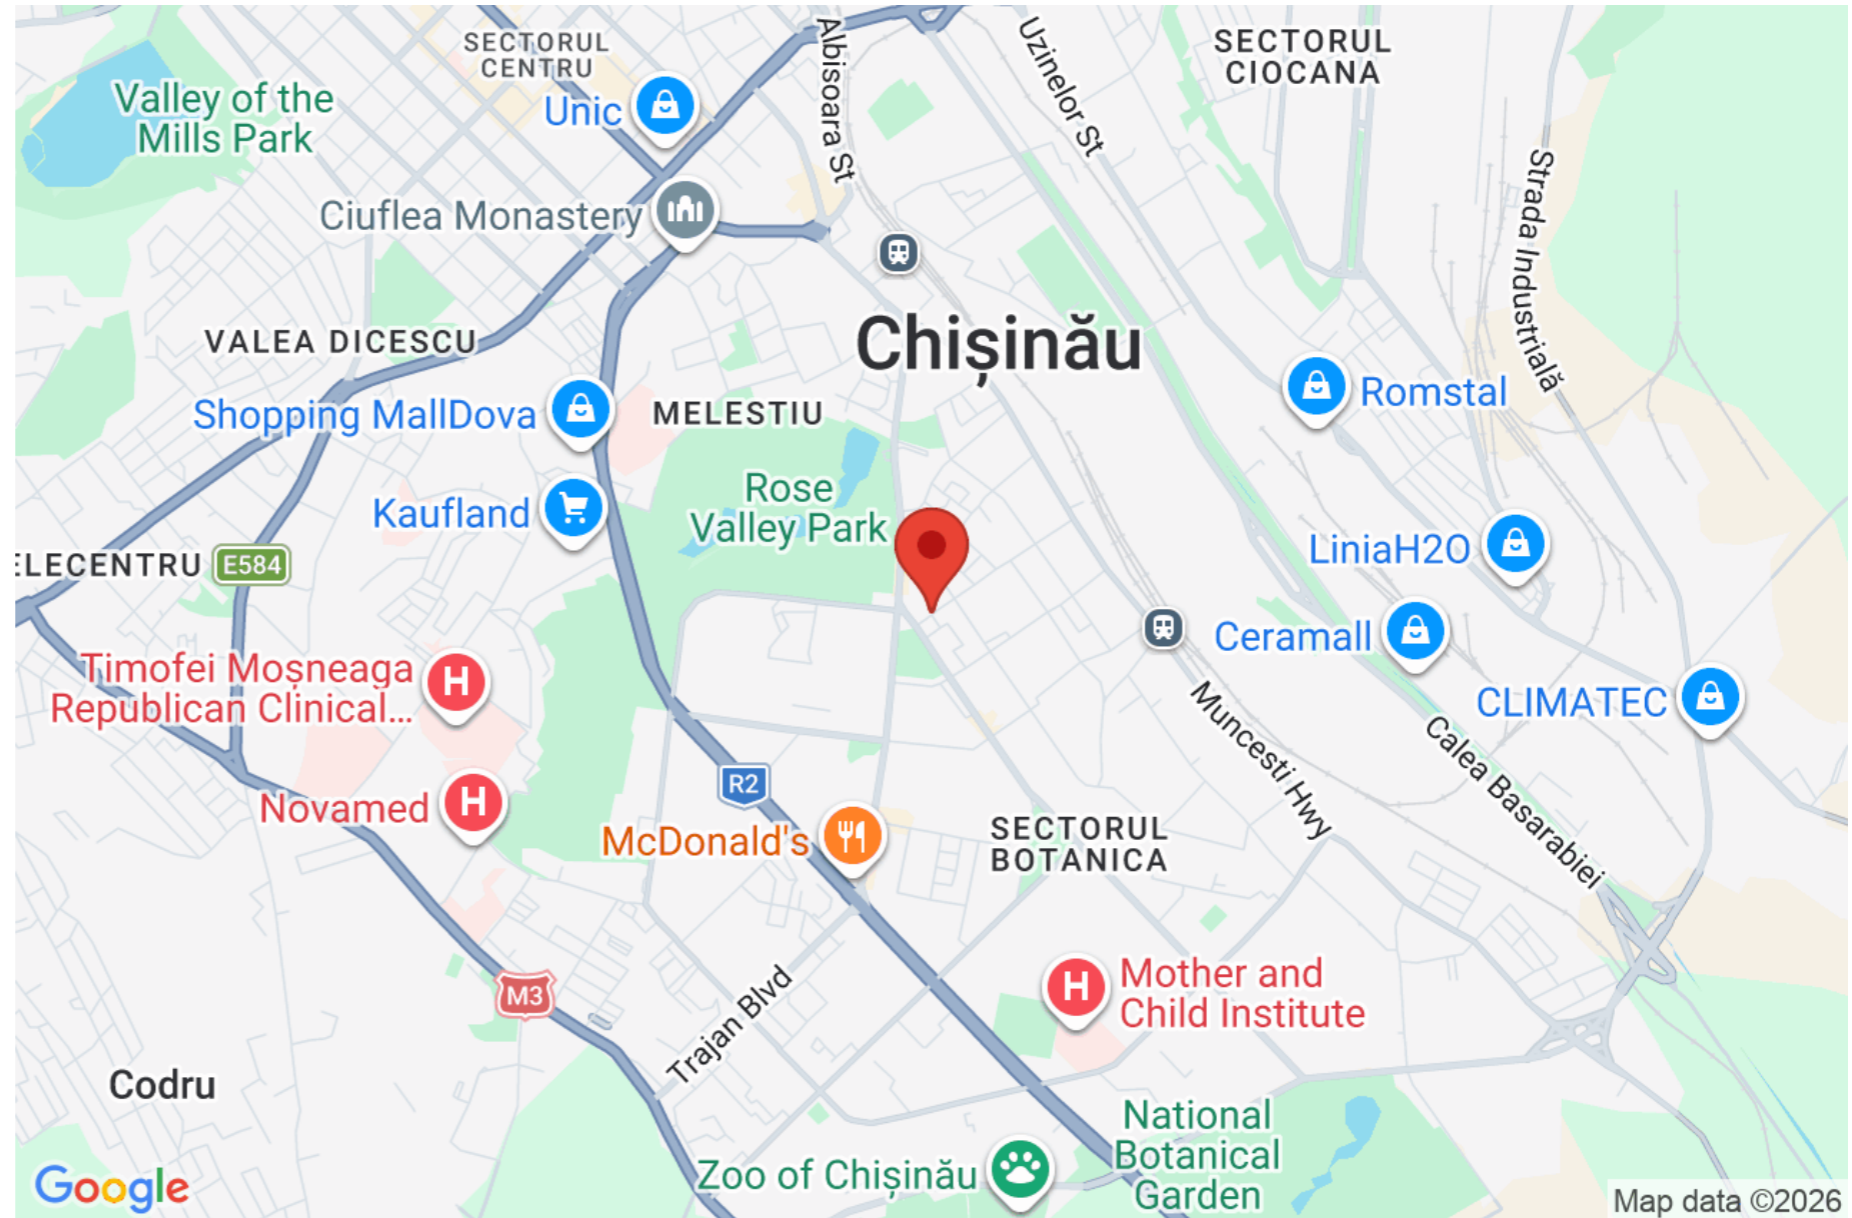 SECTORUL
CENTRU
Albisoara St
Uzinelor St
SECTORUL
CIOCANA
Valley of the
Mills Park
Unic
Strada Industrială
Ciuflea Monastery
Chișinău
VALEA DICESCU
Shopping MallDova
MELESTIU
Romstal
Rose
Valley Park
Kaufland
ELECENTRU
E584
LiniaH2O
Ceramall
Timofei Moșneaga
Republican Clinical...
H
CLIMATEC
Muncesti Hwy
Calea Basarabiei
R2
Novamed
H
McDonald's
SECTORUL
BOTANICA
M3
Trajan Blvd
H
Mother and
Child Institute
Codru
National
Botanical
Garden
Zoo of Chișinău
Google
Map data ©2026